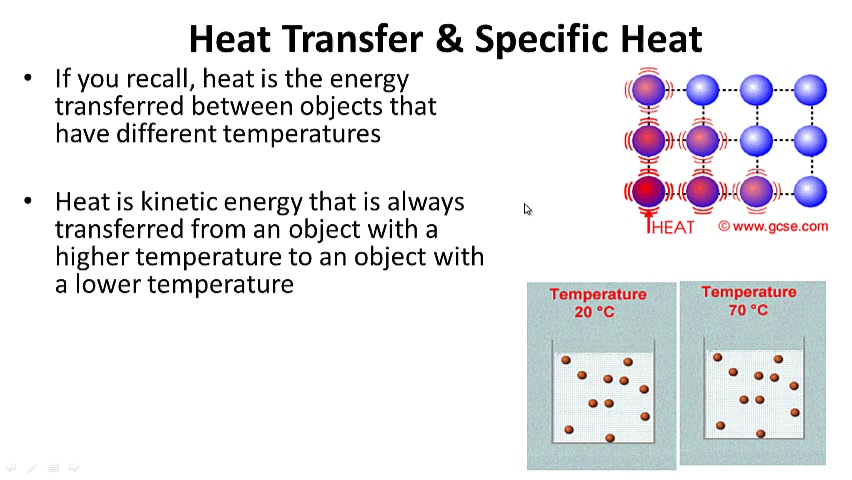 Heat Transfer & Specific Heat
• If you recall, heat is the energy
transferred between objects that
have different temperatures
• Heat is kinetic energy that is always
transferred from an object with a
higher temperature to an object with
a lower temperature
HEAT © www.gcse.com
Temperature
20 °C
Temperature
70 °C